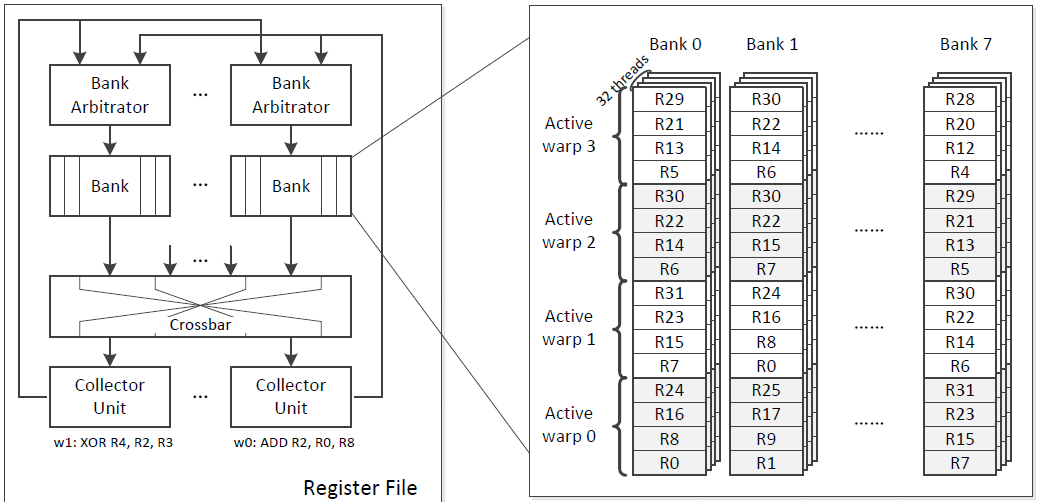 Bank
Arbitrator
...
Bank
Arbitrator
Bank
...
Bank
...
Crossbar
Collector
Unit
...
Collector
Unit
w1: XOR R4, R2, R3
w0: ADD R2, R0, R8
Register File
Bank 0
Bank 1
Bank 7
32 threads
Active
warp 3
R29
R30
R28
R21
R22
R20
......
R13
R14
R12
R5
R6
R4
Active
warp 2
R30
R30
R29
R22
R22
R21
......
R14
R15
R13
R6
R7
R5
Active
warp 1
R31
R24
R30
R23
R16
R22
......
R15
R8
R14
R7
R0
R6
Active
warp 0
R24
R25
R31
R16
R17
R23
......
R8
R9
R15
R0
R1
R7